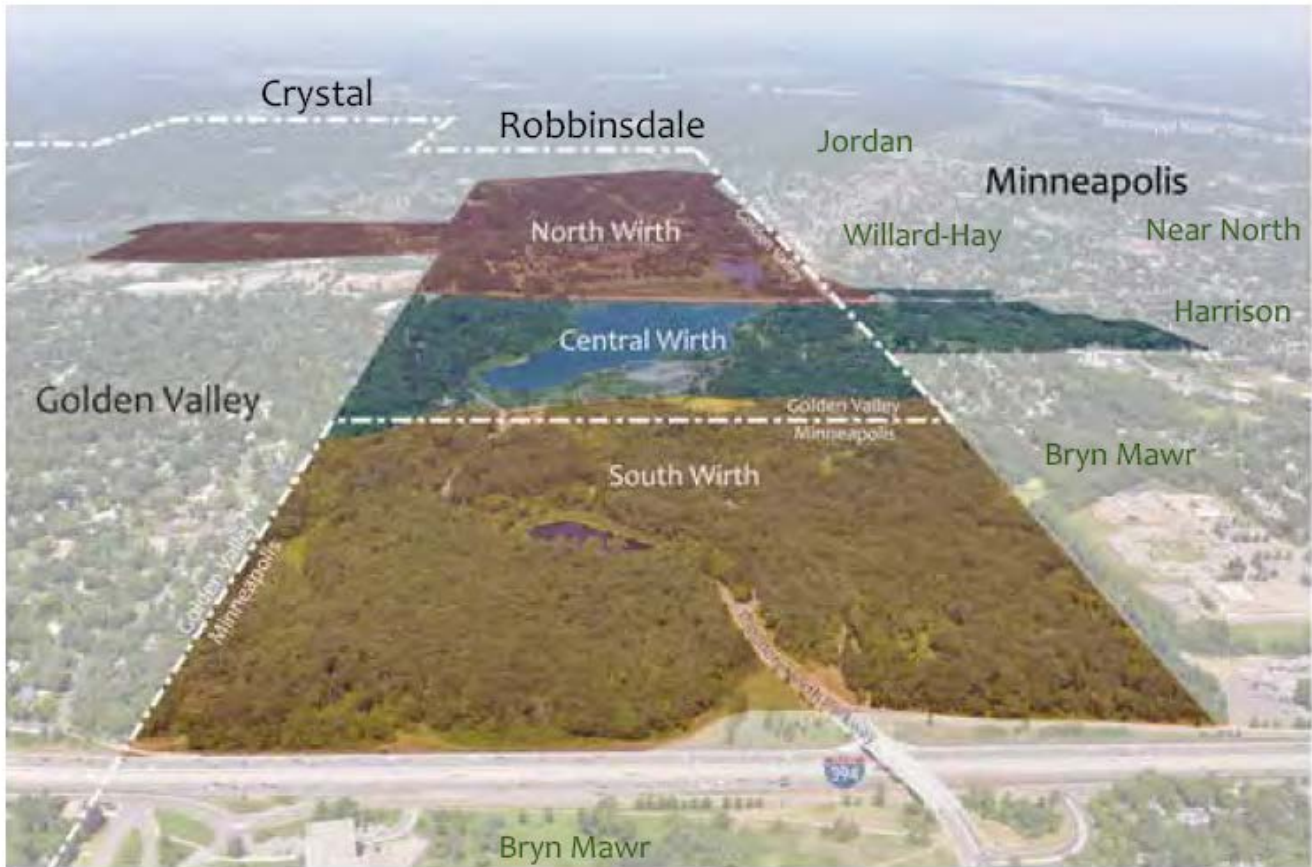 Crystal
Robbinsdale
Jordan
Minneapolis
North Wirth
Willard-Hay
Near North
Central Wirth
Harrison
Golden Valley
Golden Valley
Minneapolis
Bryn Mawr
South Wirth
Golden Valley
Minneapolis
394
Bryn Mawr